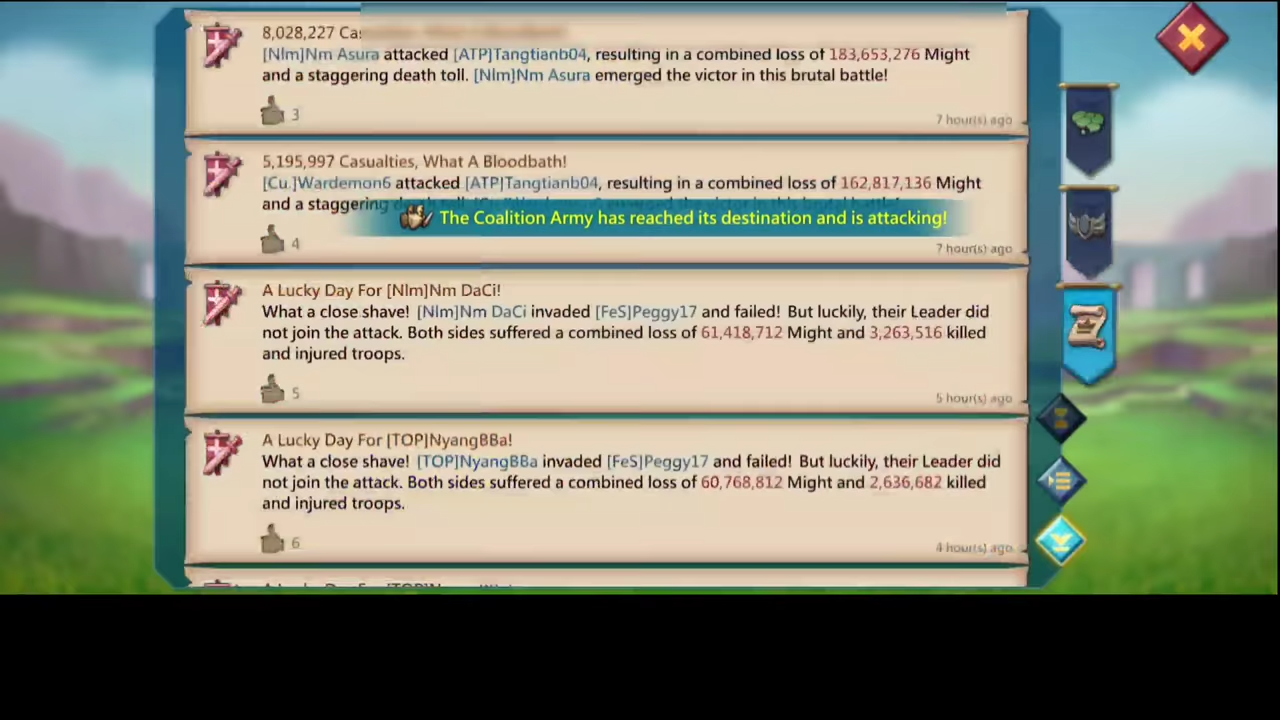 8,028,227 Cas
[Nlm]Nm Asura attacked [ATP]Tangtianb04, resulting in a combined loss of 183,653,276 Might
and a staggering death toll. [Nlm]Nm Asura emerged the victor in this brutal battle!
3
7 hour(s) ago
5,195,997 Casualties, What A Bloodbath!
[Cu.]Wardemon6 attacked [ATP]Tangtianb04, resulting in a combined loss of 162,817,136 Might
and a staggering death toll.
The Coalition Army has reached its destination and is attacking!
4
7 hour(s) ago
A Lucky Day For [Nlm]Nm DaCi!
What a close shave! [Nlm]Nm DaCi invaded [FeS]Peggy17 and failed! But luckily, their Leader did
not join the attack. Both sides suffered a combined loss of 61,418,712 Might and 3,263,516 killed
and injured troops.
5
5 hour(s) ago
A Lucky Day For [TOP]NyangBBa!
What a close shave! [TOP]NyangBBa invaded [FeS]Peggy17 and failed! But luckily, their Leader did
not join the attack. Both sides suffered a combined loss of 60,768,812 Might and 2,636,682 killed
and injured troops.
6
4 hour(s) ago